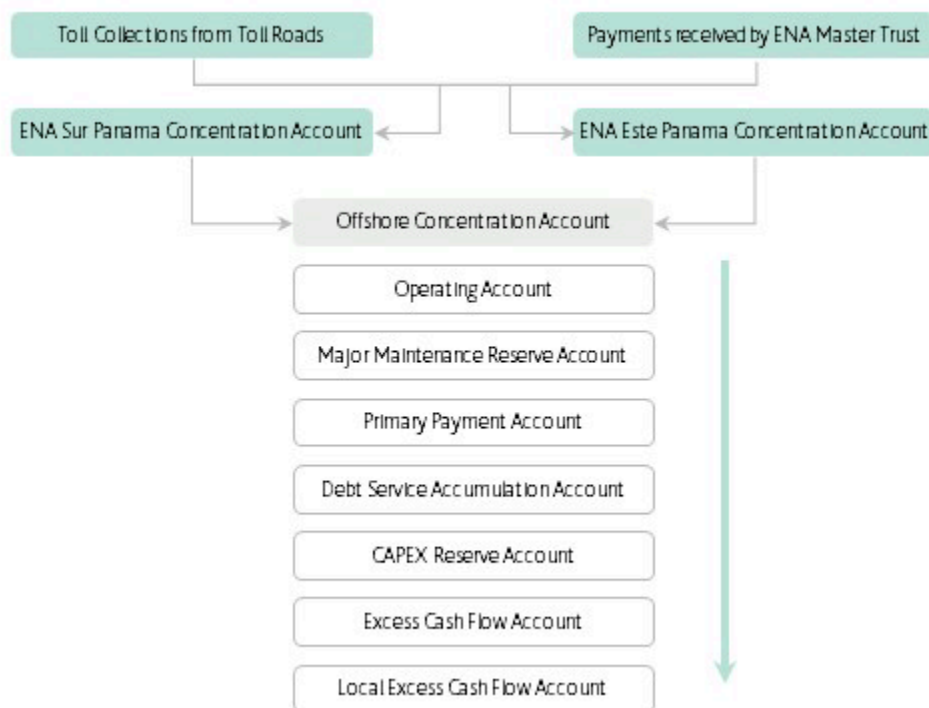 Toll Collections from Toll Roads
Payments received by ENA Master Trust
ENA Sur Panama Concentration Account
ENA Este Panama Concentration Account
Offshore Concentration Account
Operating Account
Major Maintenance Reserve Account
Primary Payment Account
Debt Service Accumulation Account
CAPEX Reserve Account
Excess Cash Flow Account
Local Excess Cash Flow Account